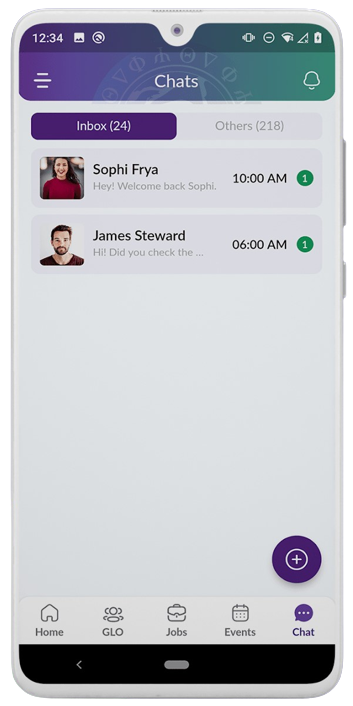 12:34
Chats
Inbox (24)
Others (218)
Sophi Frya
Hey! Welcome back Sophi.
10:00 AM
1
James Steward
Hi! Did you check the ...
06:00 AM
1
Home
GLO
Jobs
Events
Chat